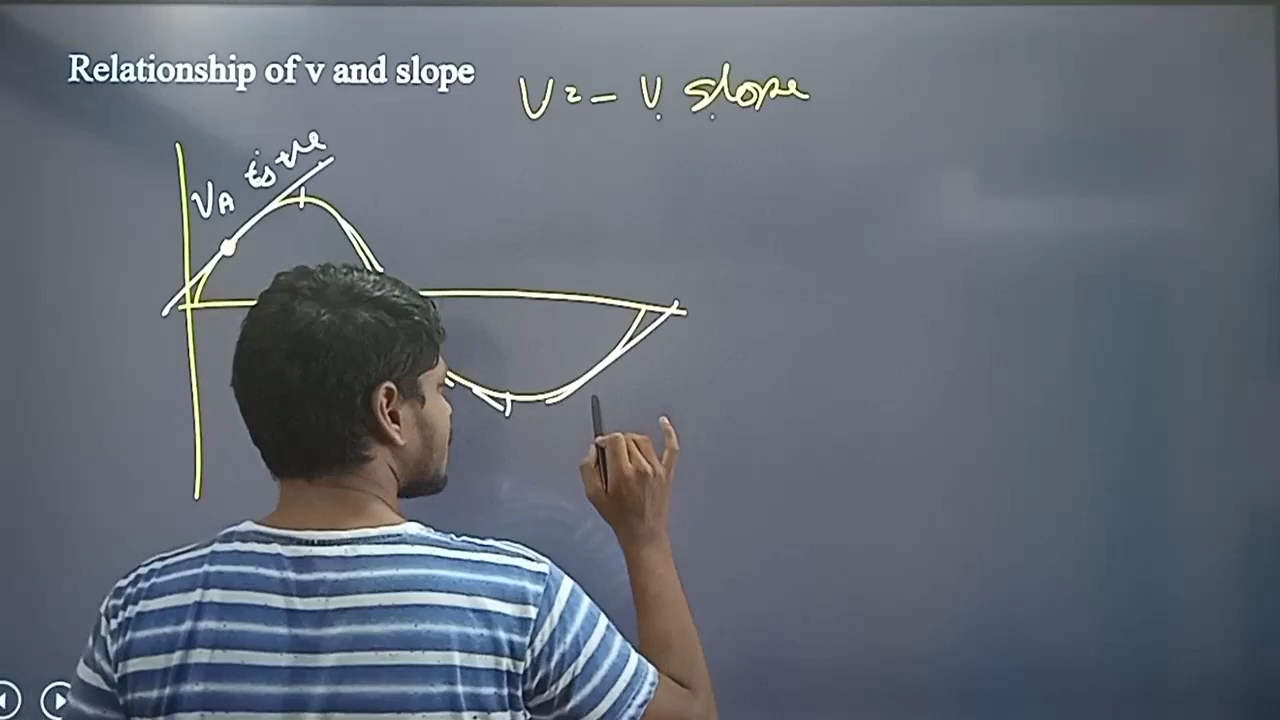 Relationship of v and slope
V = - V slope
VA is +ve